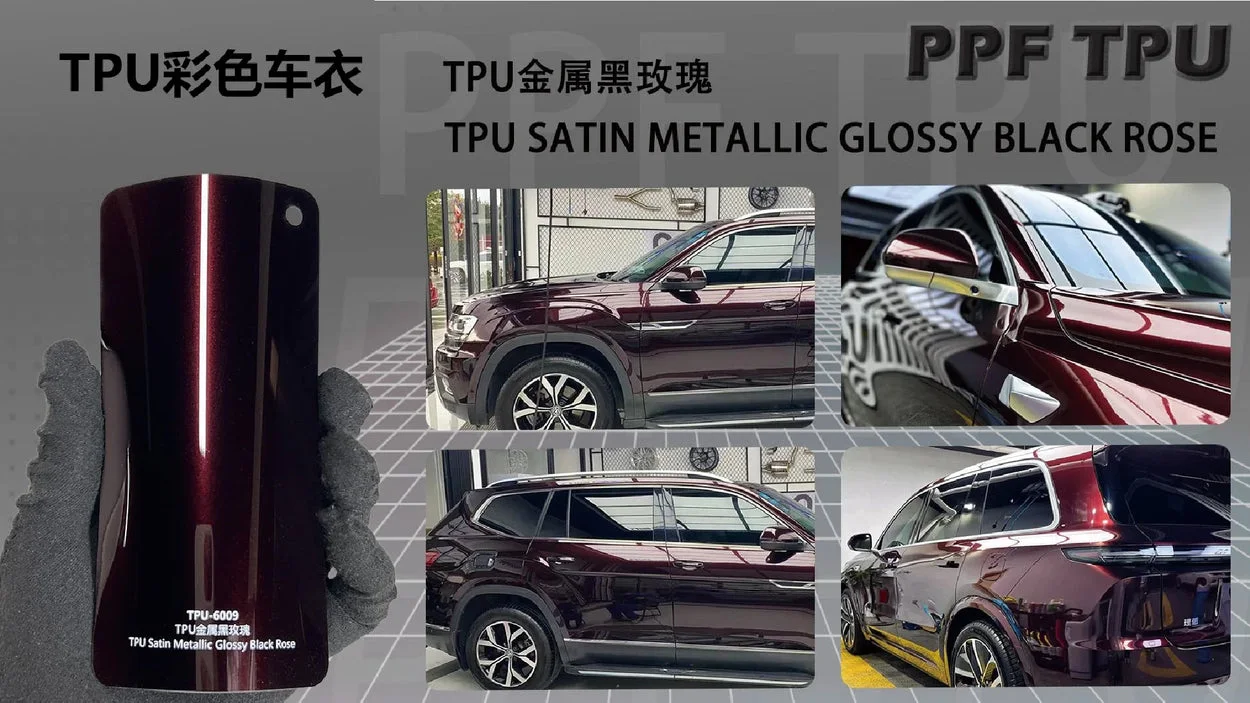 TPU彩色车衣
TPU金属黑玫瑰
PPF TPU
TPU SATIN METALLIC GLOSSY BLACK ROSE
PPF TPU
TPU-6009
TPU金属黑玫瑰
TPU Satin Metallic Glossy Black Rose